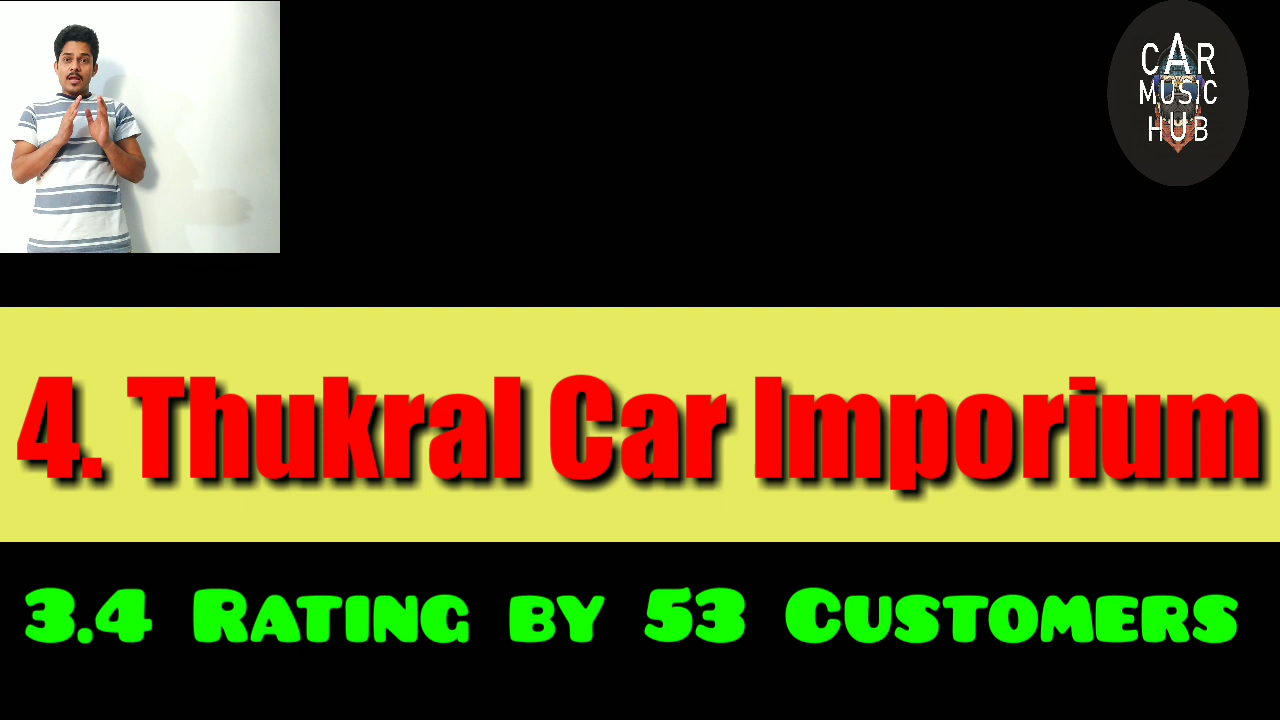 CAR
MUSIC
HUB
4. Thukral Car Imporium
3.4 Rating by 53 Customers